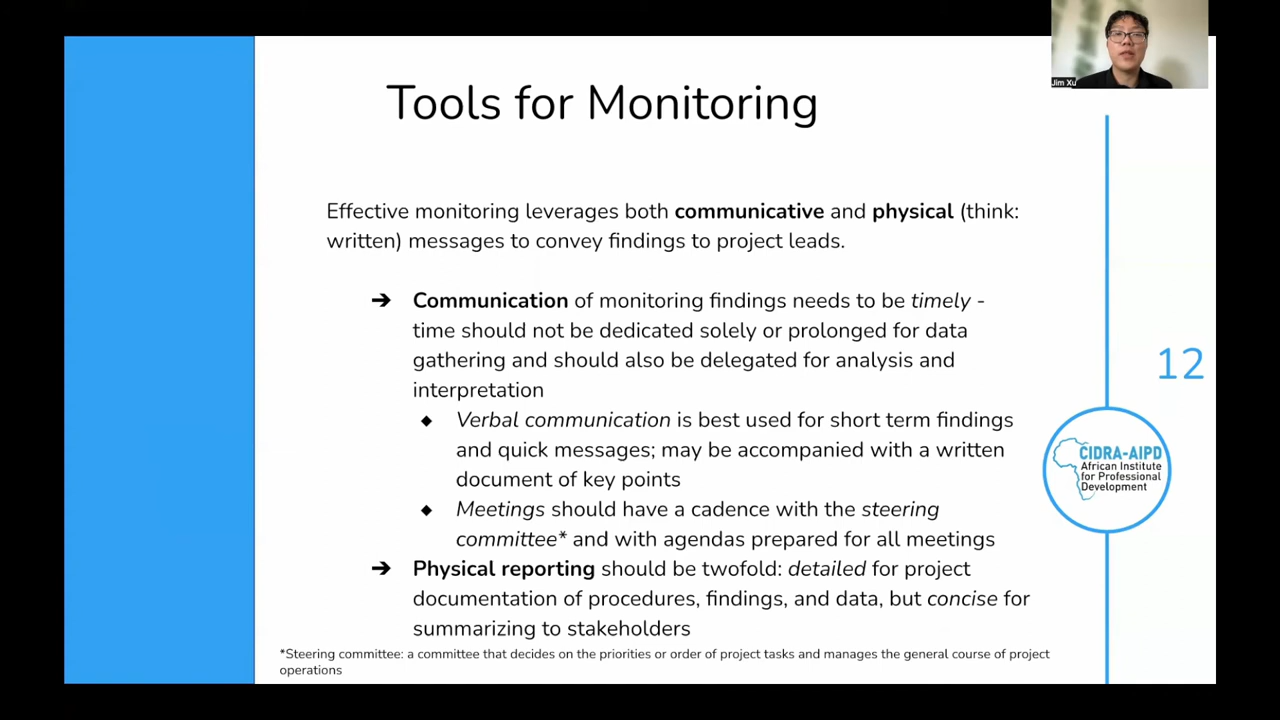 Tools for Monitoring
Jim Xu
Effective monitoring leverages both communicative and physical (think:
written) messages to convey findings to project leads.
➔ Communication of monitoring findings needs to be timely -
time should not be dedicated solely or prolonged for data
gathering and should also be delegated for analysis and
interpretation
◆ Verbal communication is best used for short term findings
and quick messages; may be accompanied with a written
document of key points
◆ Meetings should have a cadence with the steering
committee* and with agendas prepared for all meetings
➔ Physical reporting should be twofold: detailed for project
documentation of procedures, findings, and data, but concise for
summarizing to stakeholders
*Steering committee: a committee that decides on the priorities or order of project tasks and manages the general course of project
operations
12
CIDRA-AIPD
African Institute
for Professional
Development